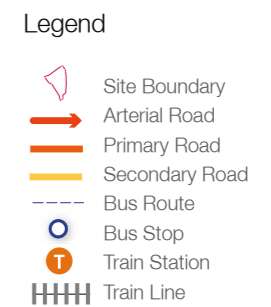 Legend
Site Boundary
Arterial Road
Primary Road
Secondary Road
Bus Route
Bus Stop
T Train Station
Train Line